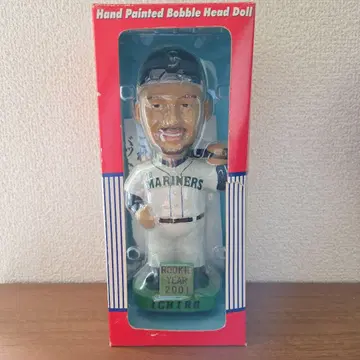 Hand Painted Bobble Head Doll
MARINERS
ROOKIE
YEAR
2001
ICHIRO